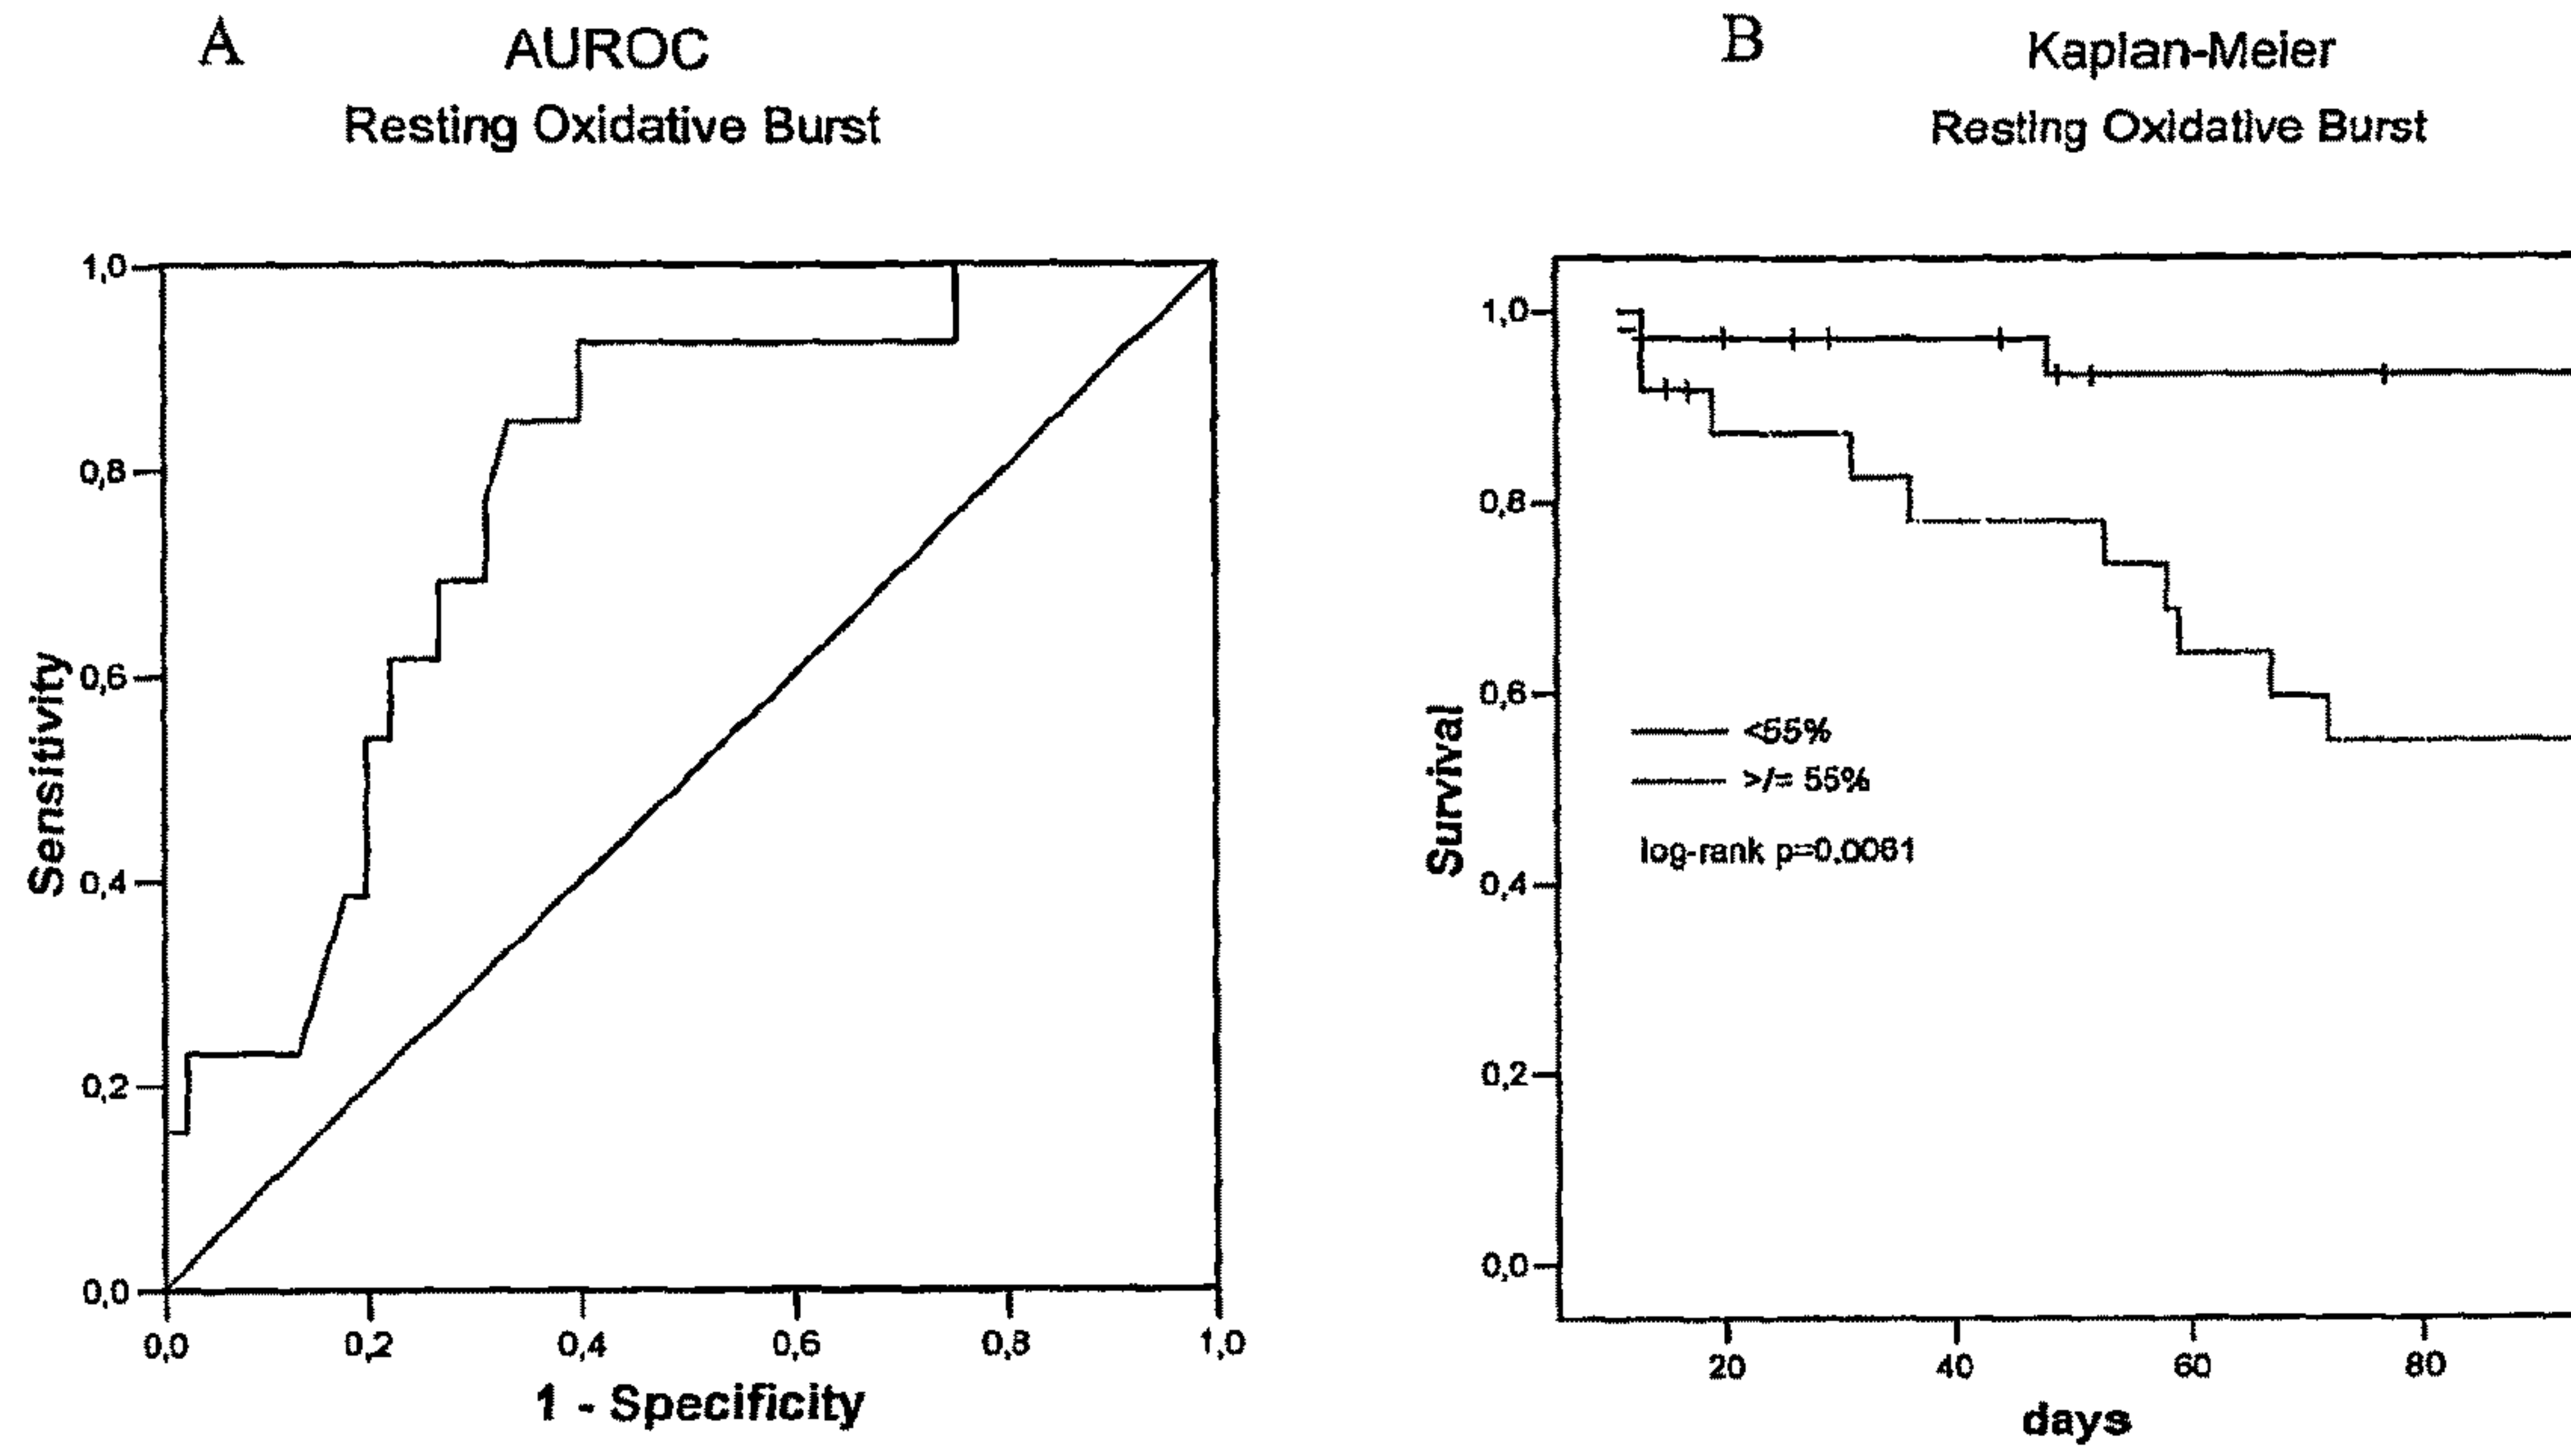 A
AUROC
Resting Oxidative Burst
1,0
0,8
0,6
0,4
0,2
0,0
Sensitivity
0,0 0,2 0,4 0,6 0,8 1,0
1 - Specificity
B
Kaplan-Meier
Resting Oxidative Burst
1,0
0,8
0,6
0,4
0,2
0,0
Survival
<55%
>/= 55%
log-rank p=0.0061
20 40 60 80
days